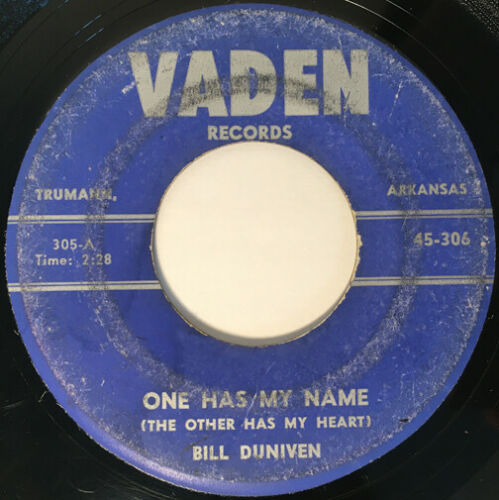 VADEN
RECORDS
TRUMANN, ARKANSAS
305-A 45-306
Time: 2:28
ONE HAS MY NAME
(THE OTHER HAS MY HEART)
BILL DUNIVEN